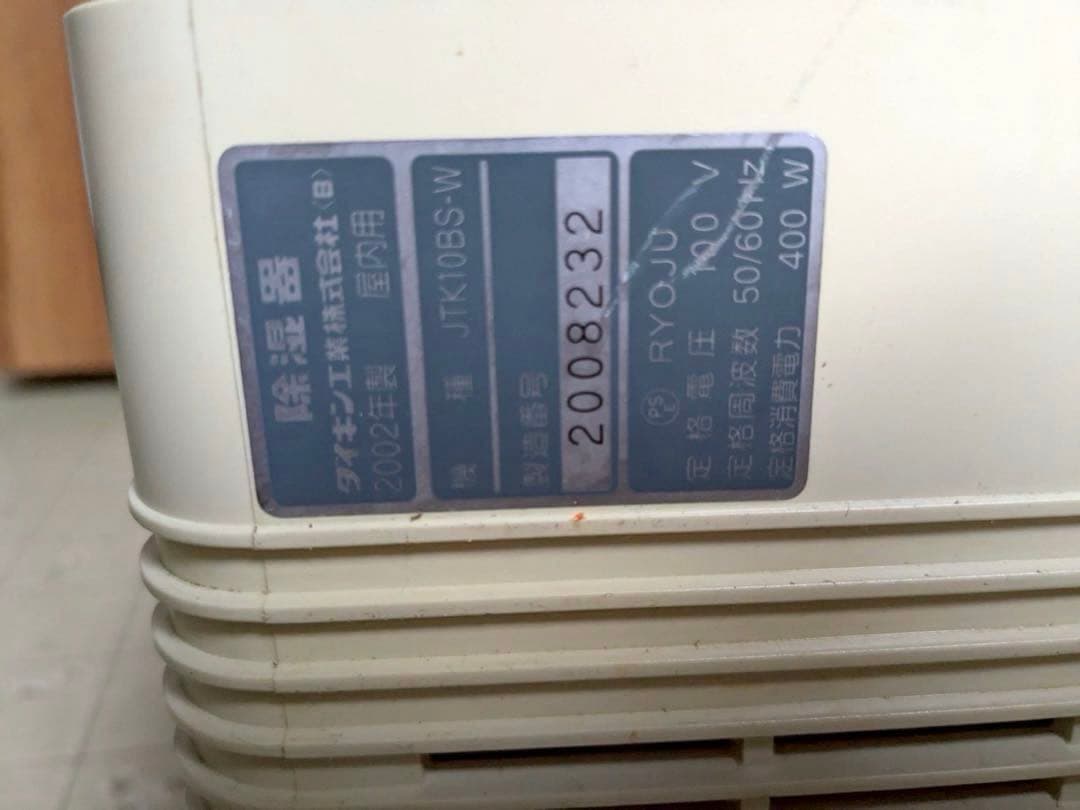 除湿器
ダイキン工業株式会社〈B〉
2002年製 屋内用
機種 JTK10BS-W
製造番号
2008232
PSE RYOJU
定格電圧 100 V
定格周波数 50/60Hz
定格消費電力 400 W